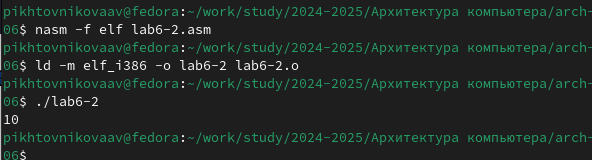 pikhtovnikovaav@fedora:~/work/study/2024-2025/Архитектура компьютера/arch-
06$ nasm -f elf lab6-2.asm
pikhtovnikovaav@fedora:~/work/study/2024-2025/Архитектура компьютера/arch-
06$ ld -m elf_i386 -o lab6-2 lab6-2.o
pikhtovnikovaav@fedora:~/work/study/2024-2025/Архитектура компьютера/arch-
06$ ./lab6-2
10
pikhtovnikovaav@fedora:~/work/study/2024-2025/Архитектура компьютера/arch-
06$